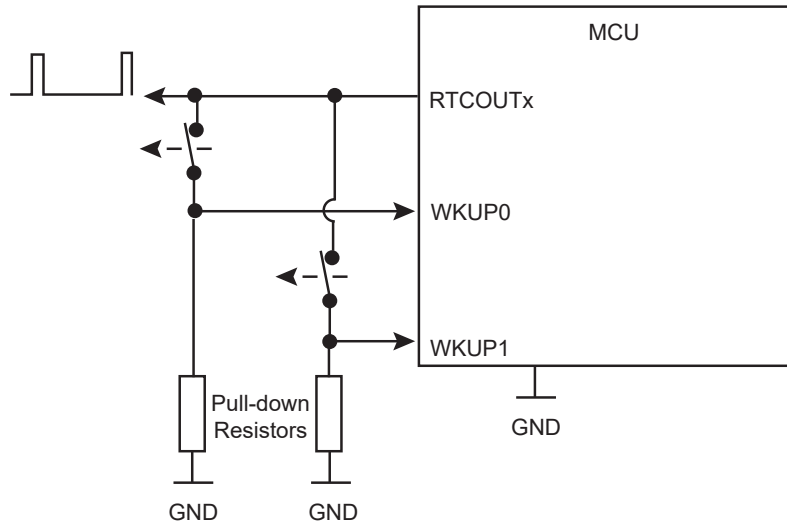 MCU
RTCOUTx
WKUP0
WKUP1
Pull-down
Resistors
GND
GND
GND